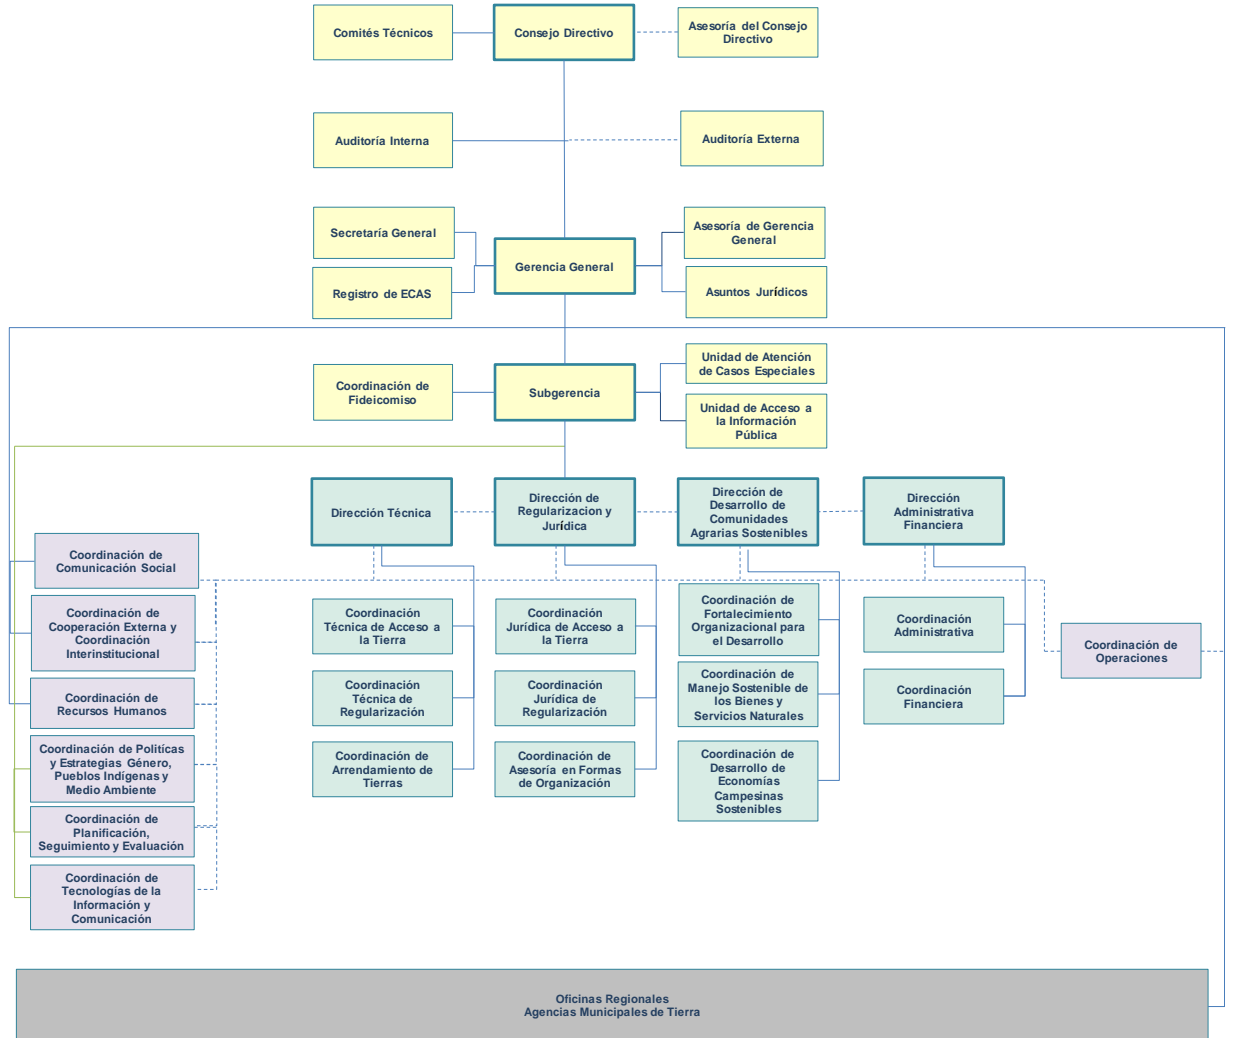 Comités Técnicos
Consejo Directivo
Asesoría del Consejo
Directivo
Auditoría Interna
Auditoría Externa
Secretaría General
Registro de ECAS
Gerencia General
Asesoría de Gerencia
General
Asuntos Jurídicos
Coordinación de
Fideicomiso
Subgerencia
Unidad de Atención
de Casos Especiales
Unidad de Acceso a
la Información
Pública
Dirección Técnica
Dirección de
Regularizacion y
Jurídica
Dirección de
Desarrollo de
Comunidades
Agrarias Sostenibles
Dirección
Administrativa
Financiera
Coordinación de
Comunicación Social
Coordinación de
Cooperación Externa y
Coordinación
Interinstitucional
Coordinación de
Recursos Humanos
Coordinación de Politícas
y Estrategias Género,
Pueblos Indígenas y
Medio Ambiente
Coordinación de
Planificación,
Seguimiento y Evaluación
Coordinación de
Tecnologías de la
Información y
Comunicación
Coordinación
Técnica de Acceso a
la Tierra
Coordinación
Técnica de
Regularización
Coordinación de
Arrendamiento de
Tierras
Coordinación
Jurídica de Acceso a
la Tierra
Coordinación
Jurídica de
Regularización
Coordinación de
Asesoría en Formas
de Organización
Coordinación de
Fortalecimiento
Organizacional para
el Desarrollo
Coordinación de
Manejo Sostenible de
los Bienes y
Servicios Naturales
Coordinación de
Desarrollo de
Economías
Campesinas
Sostenibles
Coordinación
Administrativa
Coordinación
Financiera
Coordinación de
Operaciones
Oficinas Regionales
Agencias Municipales de Tierra